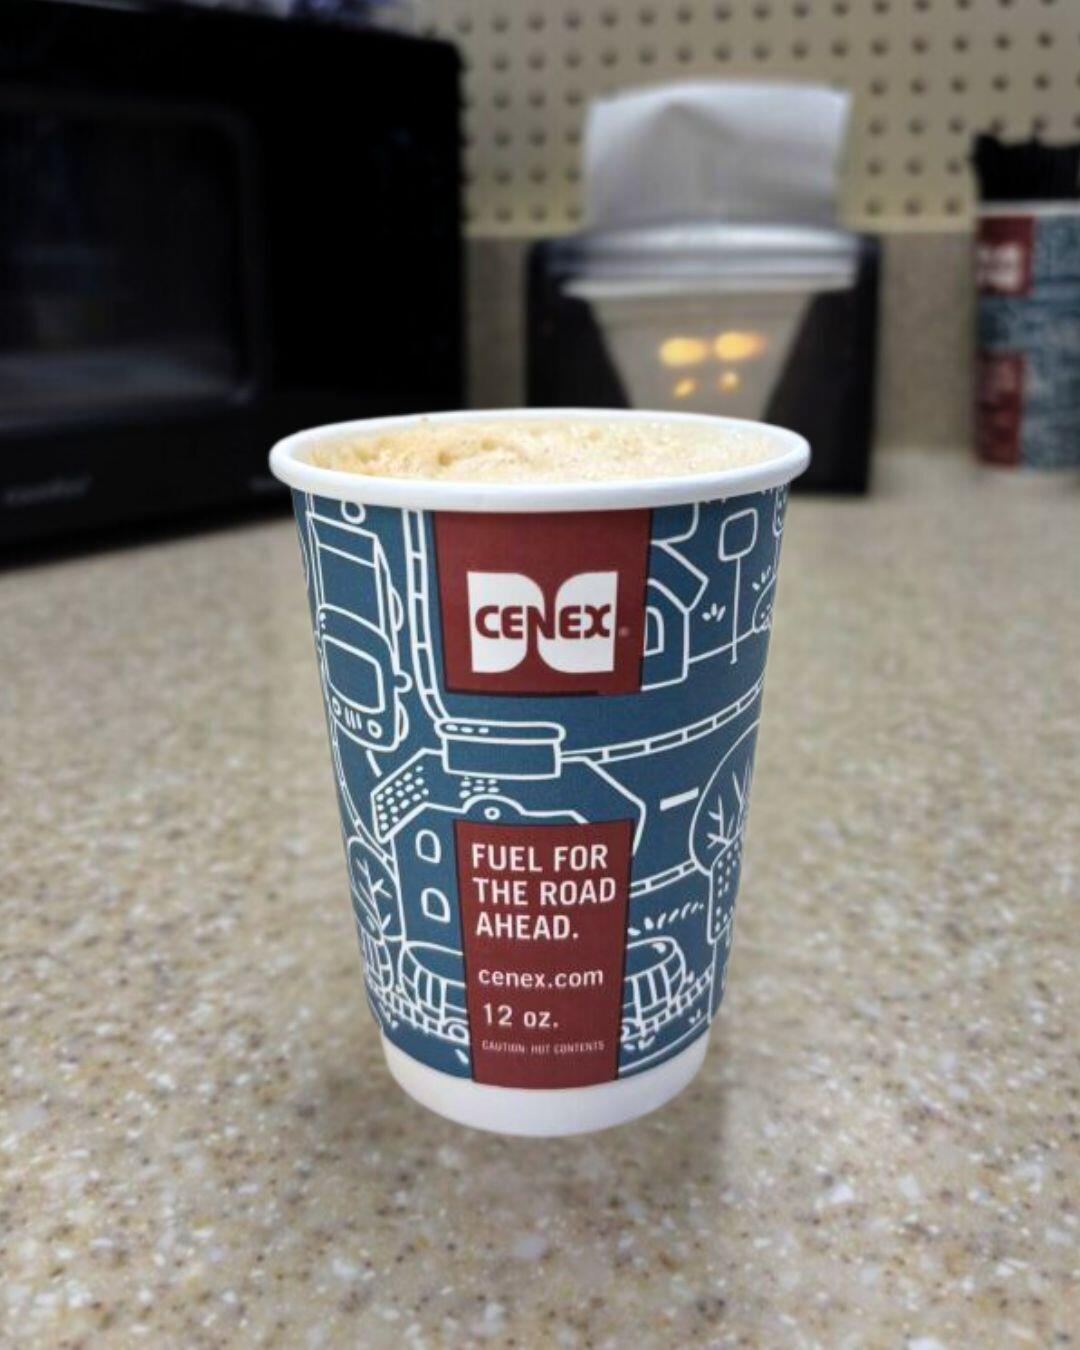 CENEX
FUEL FOR
THE ROAD
AHEAD.
cenex.com
12 oz.
CAUTION: HOT CONTENTS